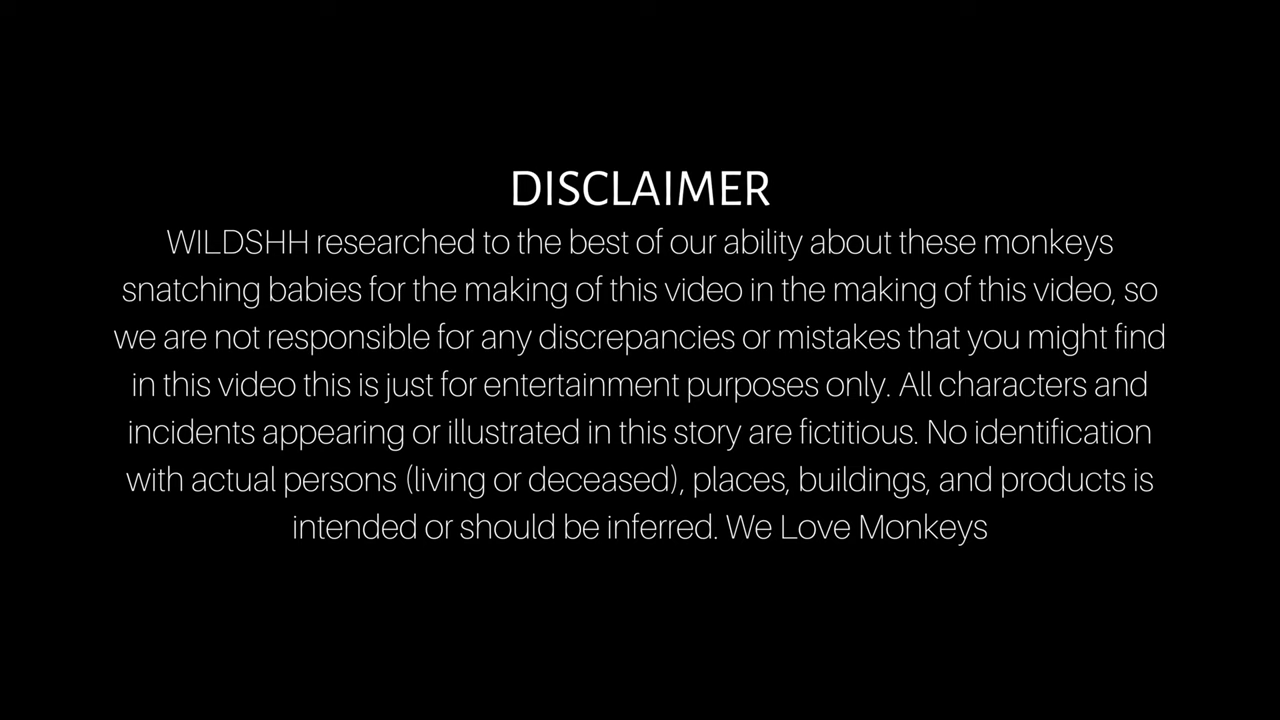 DISCLAIMER
WILDSHH researched to the best of our ability about these monkeys
snatching babies for the making of this video in the making of this video, so
we are not responsible for any discrepancies or mistakes that you might find
in this video this is just for entertainment purposes only. All characters and
incidents appearing or illustrated in this story are fictitious. No identification
with actual persons (living or deceased), places, buildings, and products is
intended or should be inferred. We Love Monkeys